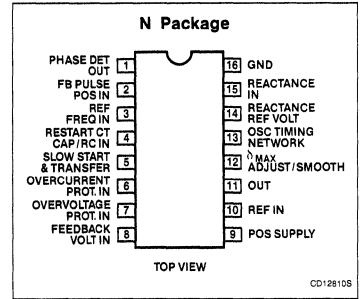 N Package
PHASE DET
OUT
1
FB PULSE
POS IN
2
REF
FREQ IN
3
RESTART CT
CAP/RC IN
4
SLOW START
& TRANSFER
5
OVERCURRENT
PROT. IN
6
OVERVOLTAGE
PROT. IN
7
FEEDBACK
VOLT IN
8
16 GND
15 REACTANCE
IN
14 REACTANCE
REF VOLT
13 OSC TIMING
NETWORK
12 δ MAX
ADJUST/SMOOTH
11 OUT
10 REF IN
9 POS SUPPLY
TOP VIEW
CD12810S